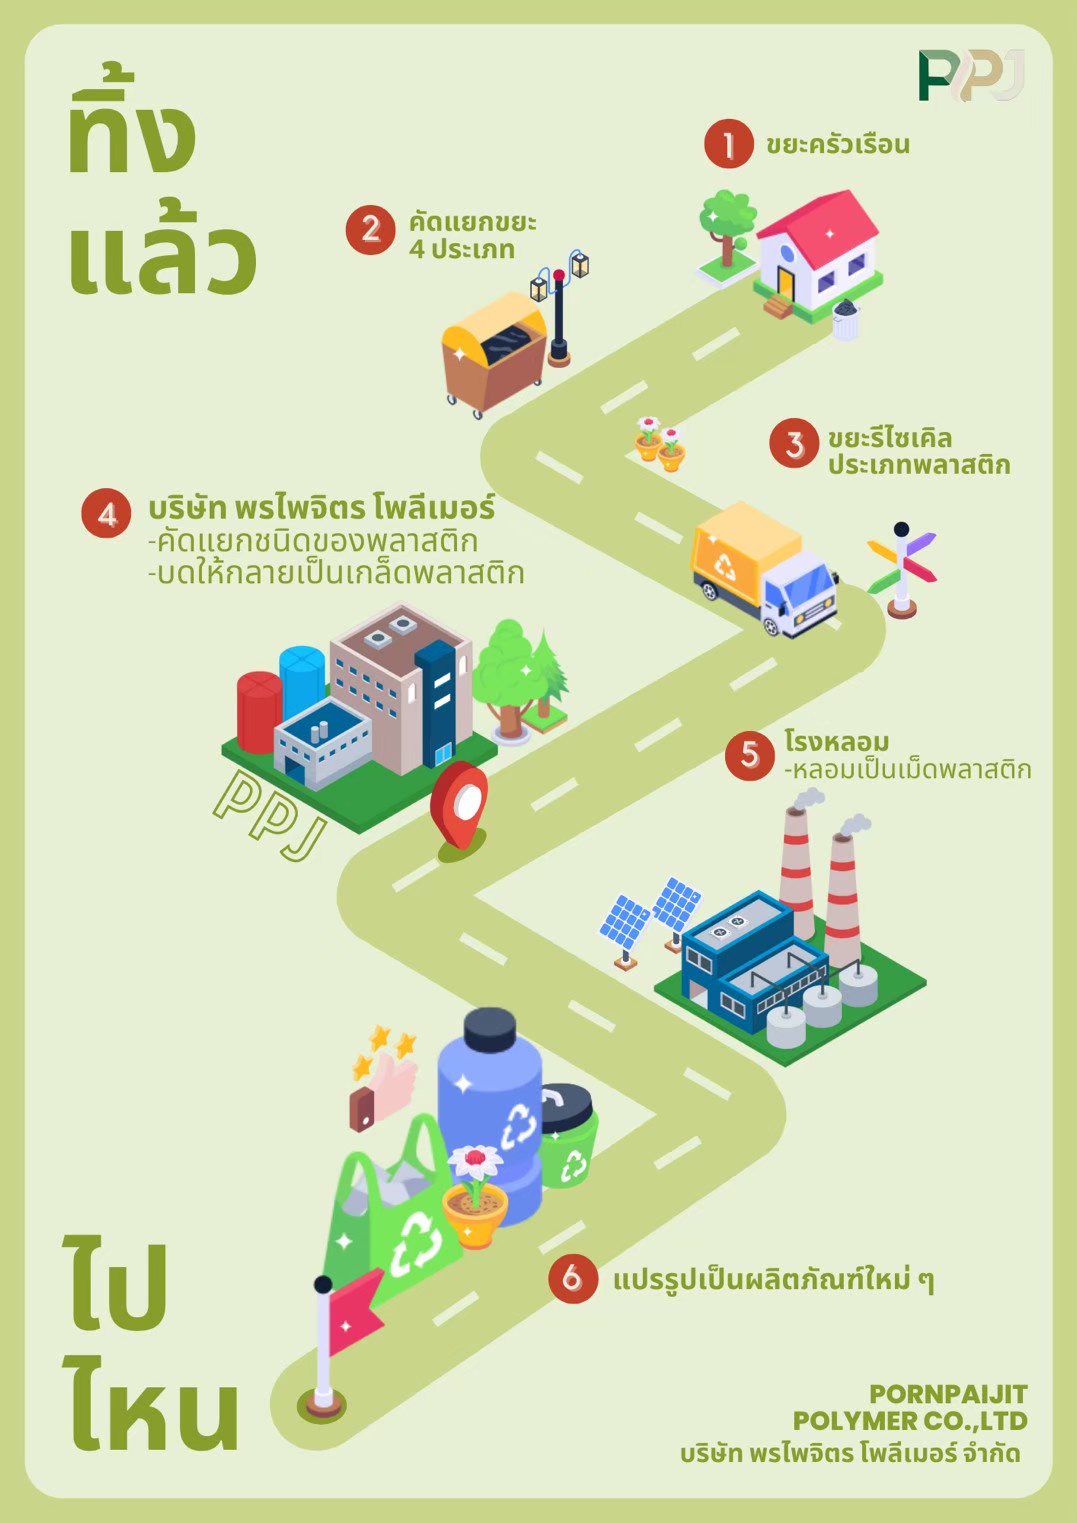 ทิ้ง
แล้ว
PPJ
1 ขยะครัวเรือน
2 คัดแยกขยะ
4 ประเภท
3 ขยะรีไซเคิล
ประเภทพลาสติก
4 บริษัท พรไพจิตร โพลีเมอร์
-คัดแยกชนิดของพลาสติก
-บดให้กลายเป็นเกล็ดพลาสติก
PPJ
5 โรงหลอม
-หลอมเป็นเม็ดพลาสติก
6 แปรรูปเป็นผลิตภัณฑ์ใหม่ ๆ
ไป
ไหน
PORNPAIJIT
POLYMER CO.,LTD
บริษัท พรไพจิตร โพลีเมอร์ จำกัด